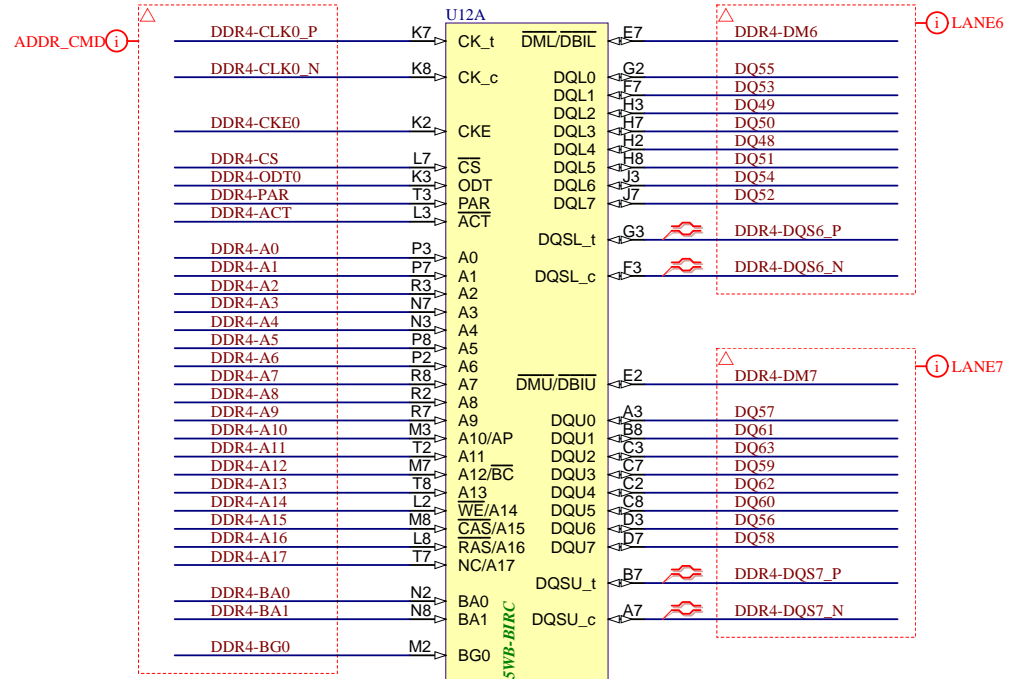 U12A
ADDR_CMD i
i LANE6
DDR4-CLK0_P K7 CK_t DML/DBIL E7 DDR4-DM6
DDR4-CLK0_N K8 CK_c DQL0 G2 DQ55
DQL1 F7 DQ53
DQL2 H3 DQ49
DDR4-CKE0 K2 CKE DQL3 H7 DQ50
DQL4 H2 DQ48
DDR4-CS L7 CS DQL5 H8 DQ51
DDR4-ODT0 K3 ODT DQL6 J3 DQ54
DDR4-PAR T3 PAR DQL7 J7 DQ52
DDR4-ACT L3 ACT
DQSL_t G3 DDR4-DQS6_P
DDR4-A0 P3 A0
DDR4-A1 P7 A1 DQSL_c F3 DDR4-DQS6_N
DDR4-A2 R3 A2
DDR4-A3 N7 A3
DDR4-A4 N3 A4
DDR4-A5 P8 A5
DDR4-A6 P2 A6
i LANE7
DDR4-A7 R8 A7 DMU/DBIU E2 DDR4-DM7
DDR4-A8 R2 A8
DDR4-A9 R7 A9 DQU0 A3 DQ57
DDR4-A10 M3 A10/AP DQU1 B8 DQ61
DDR4-A11 T2 A11 DQU2 C3 DQ63
DDR4-A12 M7 A12/BC DQU3 C7 DQ59
DDR4-A13 T8 A13 DQU4 C2 DQ62
DDR4-A14 L2 WE/A14 DQU5 C8 DQ60
DDR4-A15 M8 CAS/A15 DQU6 D3 DQ56
DDR4-A16 L8 RAS/A16 DQU7 D7 DQ58
DDR4-A17 T7 NC/A17
DQSU_t B7 DDR4-DQS7_P
DDR4-BA0 N2 BA0
DDR4-BA1 N8 BA1 DQSU_c A7 DDR4-DQS7_N
DDR4-BG0 M2 BG0
5WB-BIRC